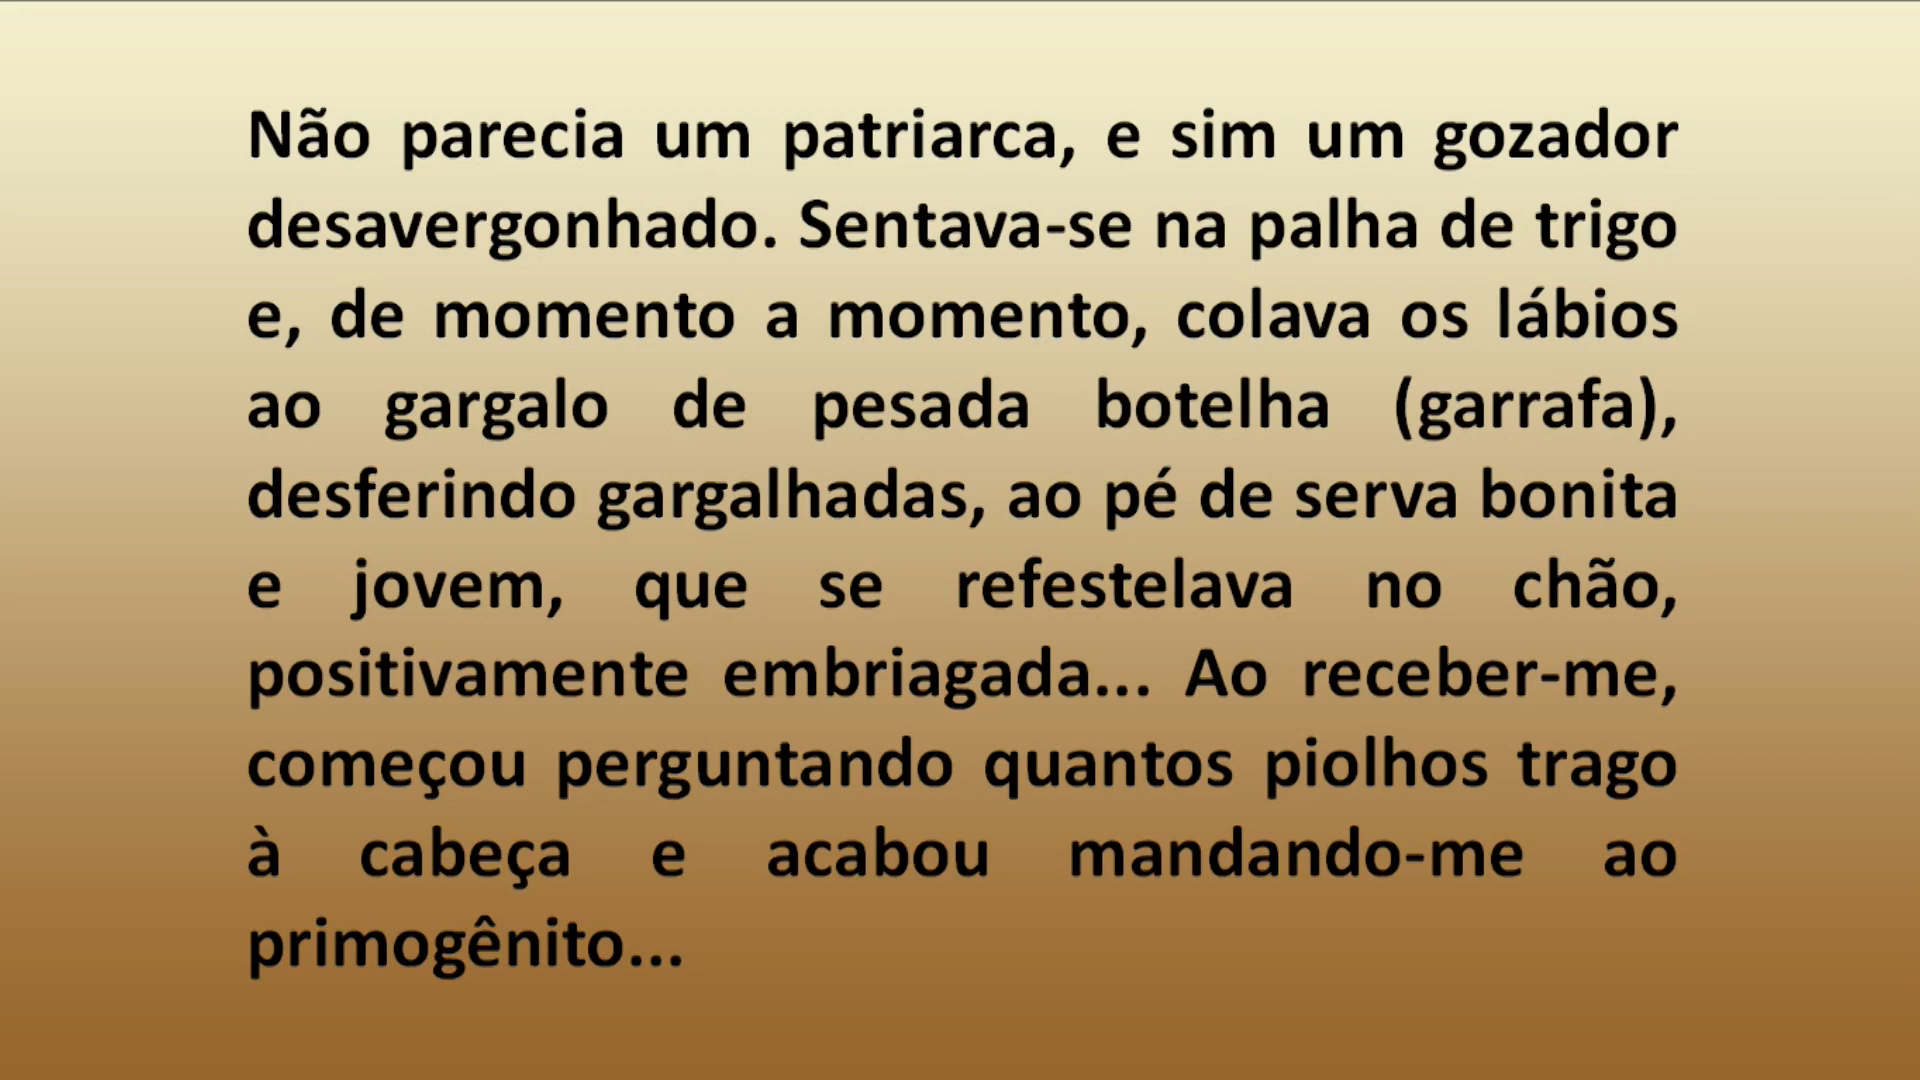 Não parecia um patriarca, e sim um gozador
desavergonhado. Sentava-se na palha de trigo
e, de momento a momento, colava os lábios
ao gargalo de pesada botelha (garrafa),
desferindo gargalhadas, ao pé de serva bonita
e jovem, que se refestelava no chão,
positivamente embriagada... Ao receber-me,
começou perguntando quantos piolhos trago
à cabeça e acabou mandando-me ao
primogênito...